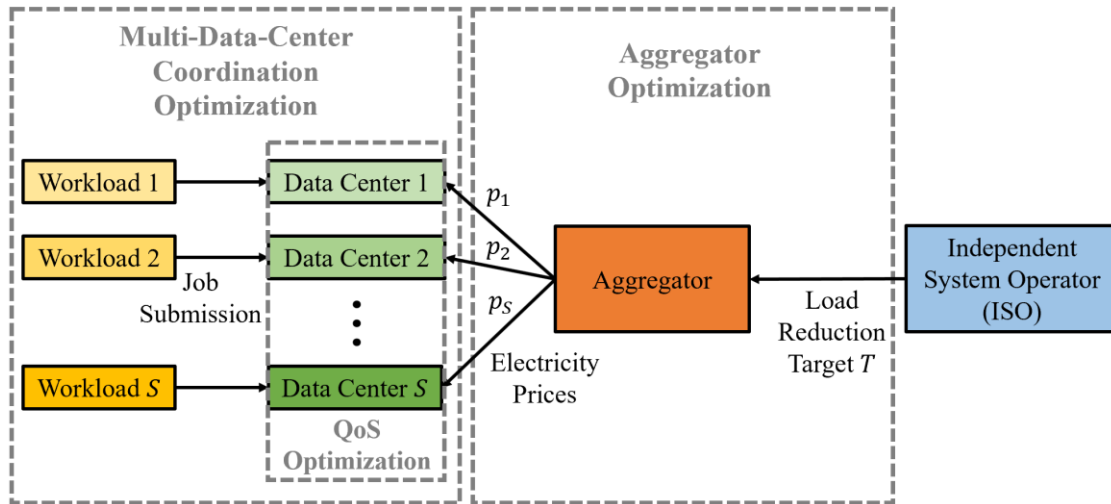 Multi-Data-Center
Coordination
Optimization
Aggregator
Optimization
Workload 1
Data Center 1
p₁
Workload 2
Data Center 2
p₂
Job
Submission
Aggregator
Independent
System Operator
(ISO)
p_S
Load
Reduction
Target T
Electricity
Prices
Workload S
Data Center S
QoS
Optimization